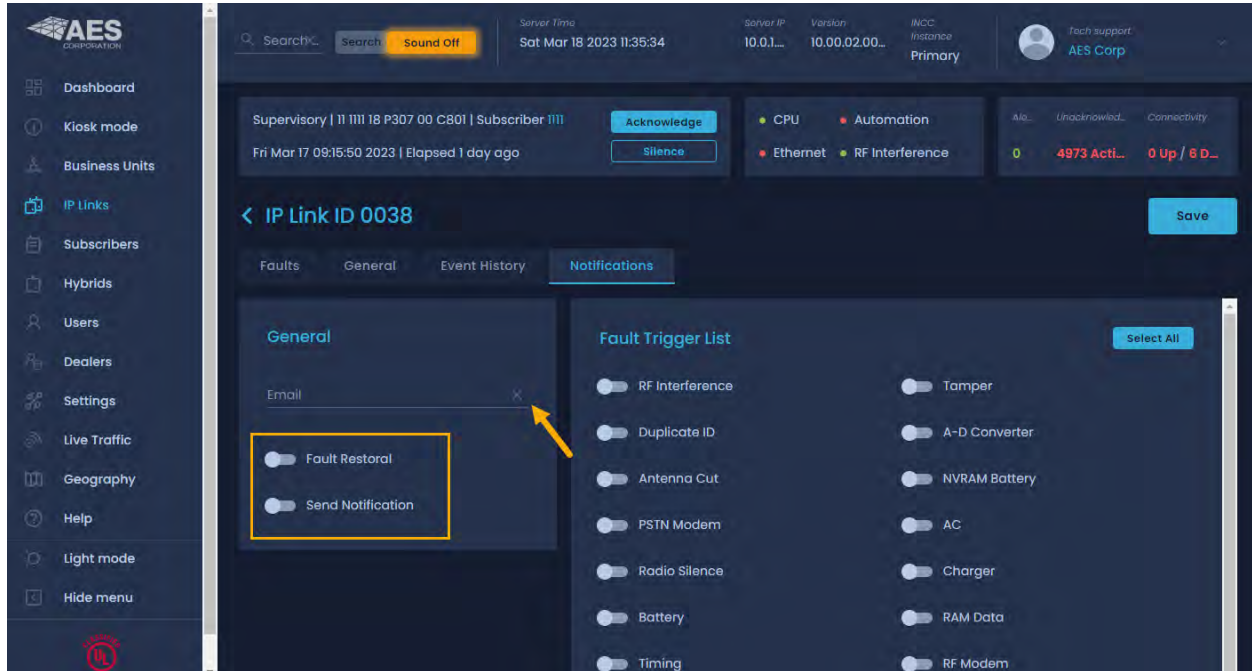 AES
CORPORATION
Search...
Search
Sound Off
Server Time
Sat Mar 18 2023 11:35:34
Server IP
10.0.1....
Version
10.00.02.00...
INCC
Instance
Primary
Tech support
AES Corp
Dashboard
Kiosk mode
Business Units
IP Links
Subscribers
Hybrids
Users
Dealers
Settings
Live Traffic
Geography
Help
Light mode
Hide menu
UL
Supervisory | 11 1111 18 P307 00 C801 | Subscriber 1111
Fri Mar 17 09:15:50 2023 | Elapsed 1 day ago
Acknowledge
Silence
CPU
Automation
Ethernet
RF Interference
Ala...
Unacknowled...
Connectivity
0
4973 Acti...
0 Up / 6 D...
IP Link ID 0038
Save
Faults
General
Event History
Notifications
General
Email
Fault Restoral
Send Notification
Fault Trigger List
Select All
RF Interference
Tamper
Duplicate ID
A-D Converter
Antenna Cut
NVRAM Battery
PSTN Modem
AC
Radio Silence
Charger
Battery
RAM Data
Timing
RF Modem